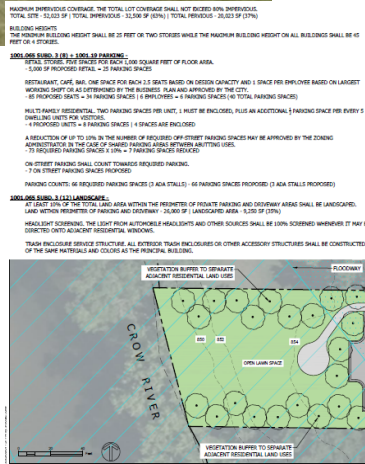 MAXIMUM IMPERVIOUS COVERAGE. THE TOTAL LOT COVERAGE SHALL NOT EXCEED 80% IMPERVIOUS.
TOTAL SITE - 52,023 SF | TOTAL IMPERVIOUS - 32,500 SF (63%) | TOTAL PERVIOUS - 20,023 SF (37%)
BUILDING HEIGHTS
THE MINIMUM BUILDING HEIGHT SHALL BE 25 FEET OR TWO STORIES WHILE THE MAXIMUM BUILDING HEIGHT ON ALL BUILDINGS SHALL BE 45
FEET OR 4 STORIES.
1001.065 SUBD. 3 (8) + 1001.19 PARKING -
RETAIL STORES. FIVE SPACES FOR EACH 1,000 SQUARE FEET OF FLOOR AREA.
- 5,000 SF PROPOSED RETAIL = 25 PARKING SPACES
RESTAURANT, CAFÉ, BAR. ONE SPACE FOR EACH 2.5 SEATS BASED ON DESIGN CAPACITY AND 1 SPACE PER EMPLOYEE BASED ON LARGEST
WORKING SHIFT OR AS DETERMINED BY THE BUSINESS PLAN AND APPROVED BY THE CITY.
- 85 PROPOSED SEATS = 34 PARKING SPACES | 6 EMPLOYEES = 6 PARKING SPACES (40 TOTAL PARKING SPACES)
MULTI-FAMILY RESIDENTIAL. TWO PARKING SPACES PER UNIT, 1 MUST BE ENCLOSED, PLUS AN ADDITIONAL PARKING SPACE PER EVERY 5
DWELLING UNITS FOR VISITORS.
- 4 PROPOSED UNITS = 8 PARKING SPACES | 4 SPACES ARE ENCLOSED
A REDUCTION OF UP TO 10% IN THE NUMBER OF REQUIRED OFF-STREET PARKING SPACES MAY BE APPROVED BY THE ZONING
ADMINISTRATOR IN THE CASE OF SHARED PARKING AREAS BETWEEN ABUTTING USES.
- 73 REQUIRED PARKING SPACES X 10% = 7 PARKING SPACES REDUCED
ON-STREET PARKING SHALL COUNT TOWARDS REQUIRED PARKING.
- 7 ON STREET PARKING SPACES PROPOSED
PARKING COUNTS: 66 REQUIRED PARKING SPACES (3 ADA STALLS) - 66 PARKING SPACES PROPOSED (3 ADA STALLS PROPOSED)
1001.065 SUBD. 3 (12) LANDSCAPE -
AT LEAST 10% OF THE TOTAL LAND AREA WITHIN THE PERIMETER OF PRIVATE PARKING AND DRIVEWAY AREAS SHALL BE LANDSCAPED.
LAND WITHIN PERIMETER OF PARKING AND DRIVEWAY - 26,000 SF | LANDSCAPED AREA - 9,250 SF (35%)
HEADLIGHT SCREENING. THE LIGHT FROM AUTOMOBILE HEADLIGHTS AND OTHER SOURCES SHALL BE 100% SCREENED WHENEVER IT MAY
DIRECTED ONTO ADJACENT RESIDENTIAL WINDOWS.
TRASH ENCLOSURE SERVICE STRUCTURE. ALL EXTERIOR TRASH ENCLOSURES OR OTHER ACCESSORY STRUCTURES SHALL BE CONSTRUCTED
OF THE SAME MATERIALS AND COLORS AS THE PRINCIPAL BUILDING.
VEGETATION BUFFER TO SEPARATE
ADJACENT RESIDENTIAL LAND USES
FLOODWAY
850
852
854
CROW RIVER
OPEN LAWN SPACE
VEGETATION BUFFER TO SEPARATE
ADJACENT RESIDENTIAL LAND USES